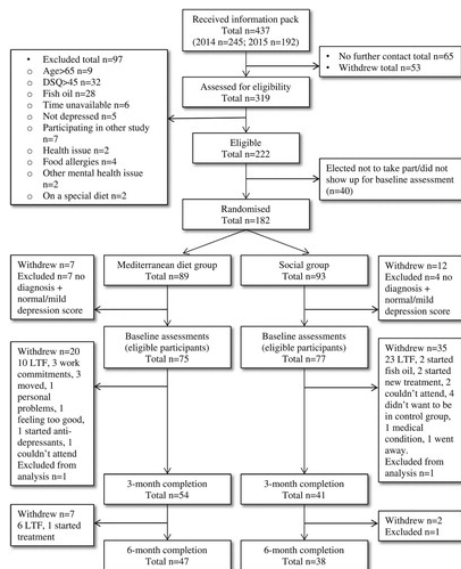 Received information pack
Total n=437
(2014 n=245; 2015 n=192)
• Excluded total n=97
o Age>65 n=9
o DSQ>45 n=32
o Fish oil n=28
o Time unavailable n=6
o Not depressed n=5
o Participating in other study
n=7
o Health issue n=2
o Food allergies n=4
o Other mental health issue
n=2
o On a special diet n=2
• No further contact total n=65
• Withdrew total n=53
Assessed for eligibility
Total n=319
Eligible
Total n=222
Elected not to take part/did not
show up for baseline assessment
(n=40)
Randomised
Total n=182
Withdrew n=7
Excluded n=7 no
diagnosis +
normal/mild
depression score
Mediterranean diet group
Total n=89
Social group
Total n=93
Withdrew n=12
Excluded n=4 no
diagnosis +
normal/mild
depression score
Baseline assessments
(eligible participants)
Total n=75
Baseline assessments
(eligible participants)
Total n=77
Withdrew n=20
10 LTF, 3 work
commitments, 3
moved, 1
personal
problems, 1
feeling too good,
1 started anti-
depressants, 1
couldn't attend
Excluded from
analysis n=1
Withdrew n=35
23 LTF, 2 started
fish oil, 2 started
new treatment, 2
couldn't attend, 4
didn't want to be
in control group,
1 medical
condition, 1 went
away.
Excluded from
analysis n=1
3-month completion
Total n=54
3-month completion
Total n=41
Withdrew n=7
6 LTF, 1 started
treatment
Withdrew n=2
Excluded n=1
6-month completion
Total n=47
6-month completion
Total n=38